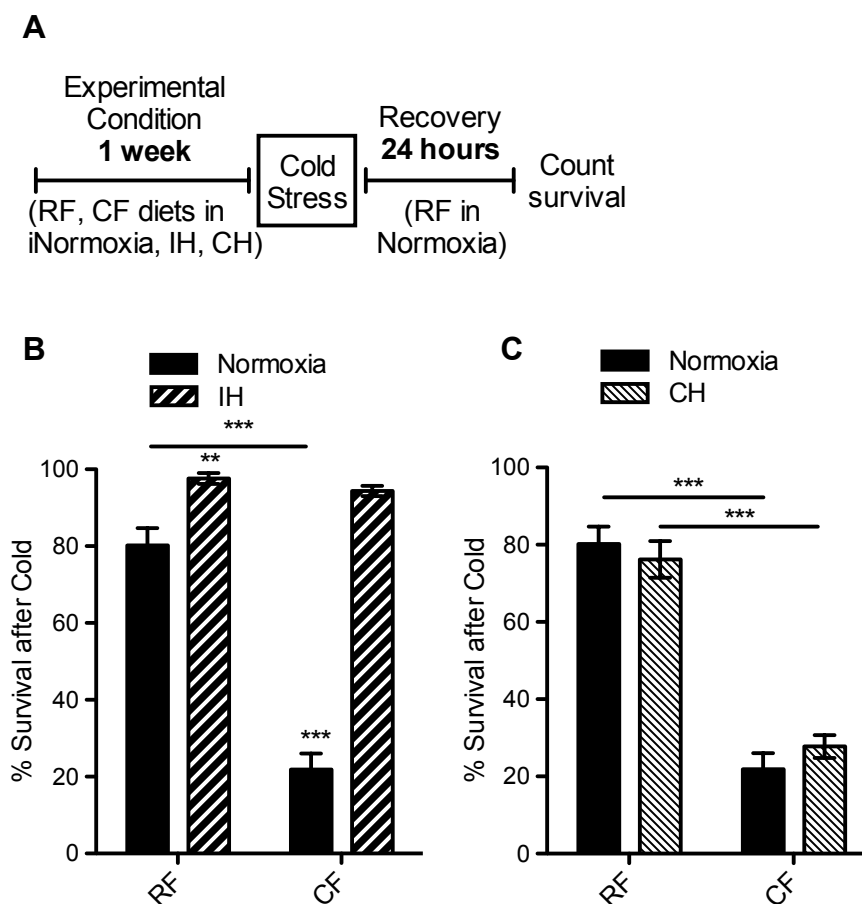 A
Experimental
Condition
1 week
(RF, CF diets in
iNormoxia, IH, CH)
Cold
Stress
Recovery
24 hours
(RF in
Normoxia)
Count
survival
B
Normoxia
IH
***
**
***
% Survival after Cold
100
80
60
40
20
0
RF
CF
C
Normoxia
CH
***
***
% Survival after Cold
100
80
60
40
20
0
RF
CF